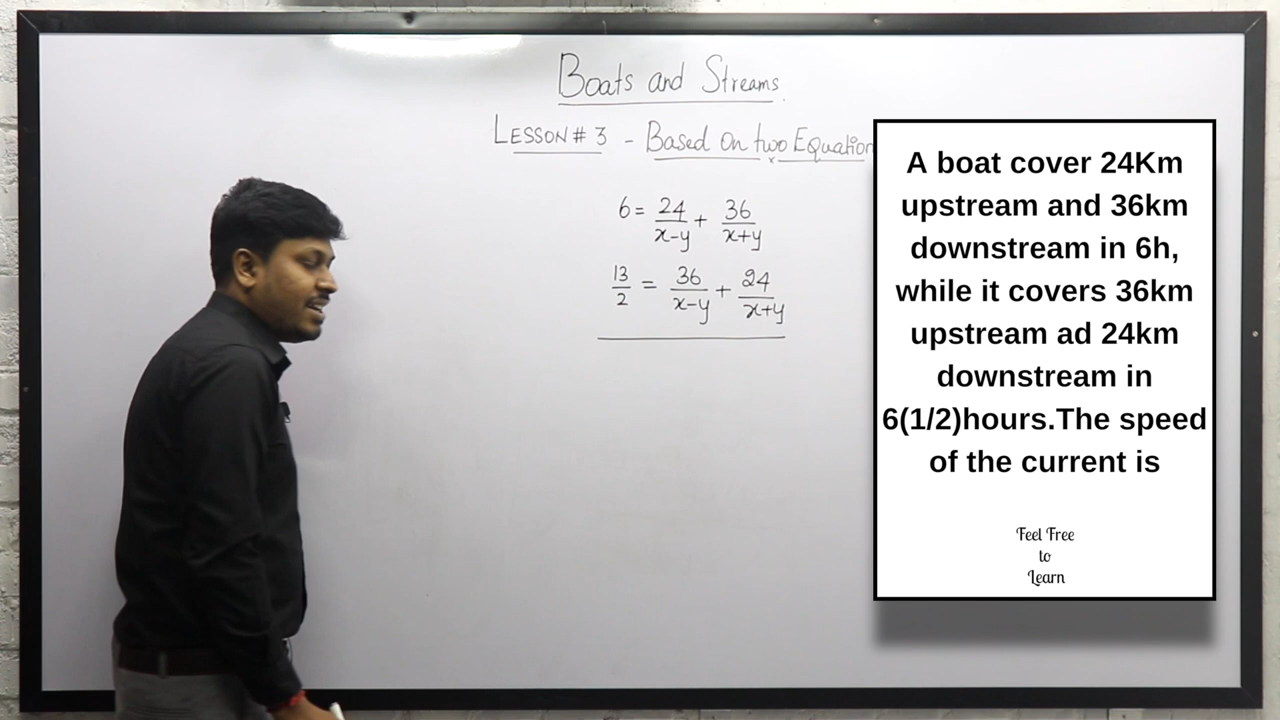 Boats and Streams.
LESSON # 3 - Based on two Equation
6 = 24/x-y + 36/x+y
13/2 = 36/x-y + 24/x+y
A boat cover 24Km
upstream and 36km
downstream in 6h,
while it covers 36km
upstream ad 24km
downstream in
6(1/2)hours.The speed
of the current is
Feel Free
to
Learn